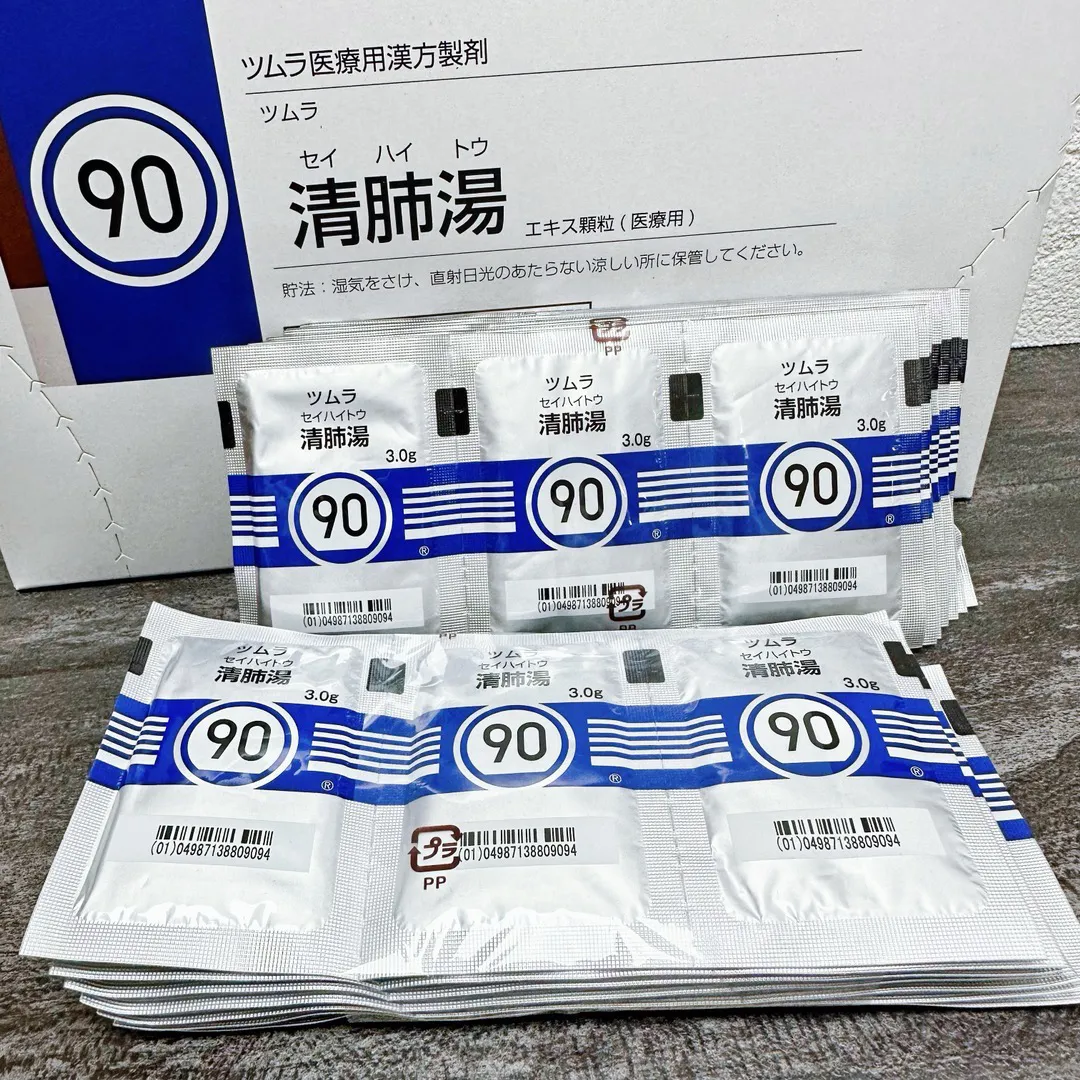 ツムラ医療用漢方製剤
ツムラ
セイ ハイ トウ
清肺湯 エキス顆粒(医療用)
貯法:湿気をさけ、直射日光のあたらない涼しい所に保管してください。
90
プラ
PP
ツムラ
セイハイトウ
清肺湯
3.0g
90
®
(01)04987138809094
ツムラ
セイハイトウ
清肺湯
3.0g
90
®
(01)04987138809094
プラ
PP
ツムラ
セイハイトウ
清肺湯
3.0g
90
®
(01)04987138809094
PP
ツムラ
セイハイトウ
清肺湯
3.0g
90
®
(01)04987138809094
ツムラ
セイハイトウ
清肺湯
3.0g
90
®
(01)04987138809094
プラ
PP
ツムラ
セイハイトウ
清肺湯
3.0g
90
®
(01)04987138809094